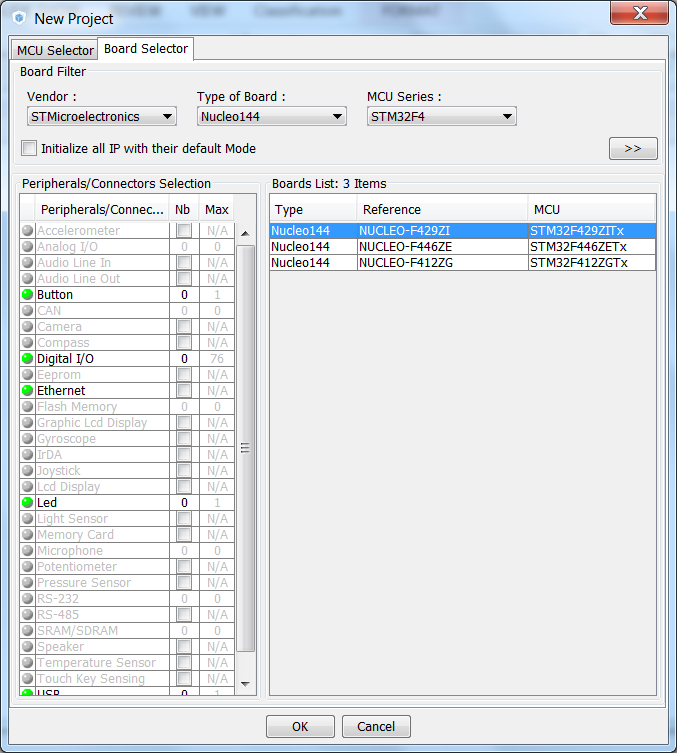 New Project
MCU Selector Board Selector
Board Filter
Vendor : Type of Board : MCU Series :
STMicroelectronics Nucleo144 STM32F4
Initialize all IP with their default Mode >>
Peripherals/Connectors Selection Boards List: 3 Items
Peripherals/Connec... Nb Max Type Reference MCU
Accelerometer N/A Nucleo144 NUCLEO-F429ZI STM32F429ZITx
Analog I/O 0 0 Nucleo144 NUCLEO-F446ZE STM32F446ZETx
Audio Line In N/A Nucleo144 NUCLEO-F412ZG STM32F412ZGTx
Audio Line Out N/A
Button 0 1
CAN 0 0
Camera N/A
Compass N/A
Digital I/O 0 76
Eeprom N/A
Ethernet N/A
Flash Memory 0 0
Graphic Lcd Display N/A
Gyroscope N/A
IrDA N/A
Joystick N/A
Lcd Display N/A
Led 0 1
Light Sensor N/A
Memory Card N/A
Microphone 0 0
Potentiometer N/A
Pressure Sensor N/A
RS-232 0 0
RS-485 N/A
SRAM/SDRAM 0 0
Speaker N/A
Temperature Sensor N/A
Touch Key Sensing N/A
USB 0 1
OK Cancel